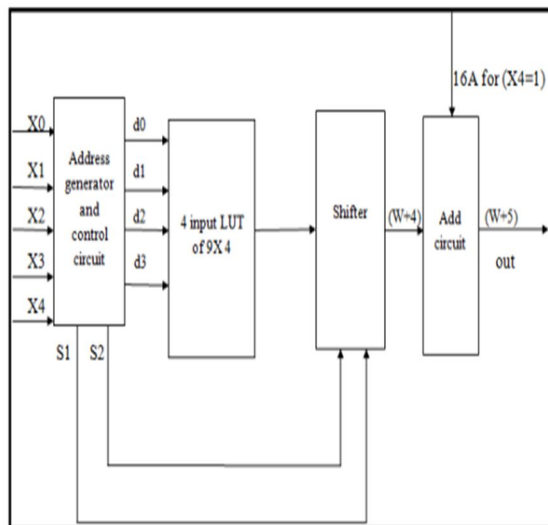 16A for (X4=1)
X0
X1
X2
X3
X4
Address
generator
and
control
circuit
d0
d1
d2
d3
4 input LUT
of 9X 4
Shifter
(W+4)
Add
circuit
(W+5)
out
S1
S2